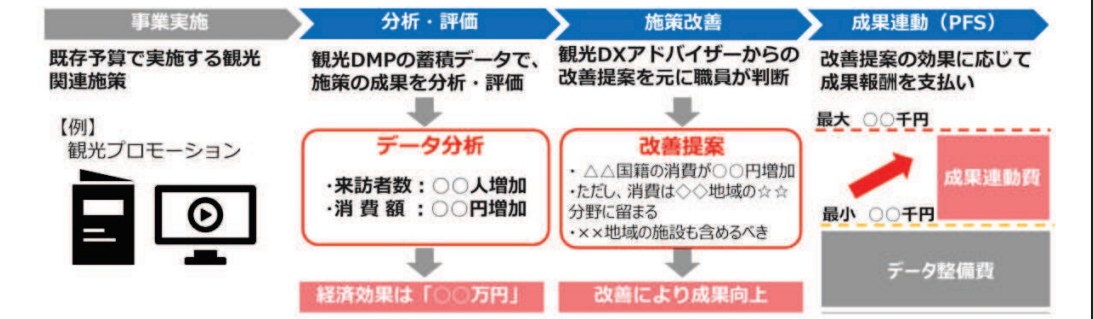 事業実施
既存予算で実施する観光
関連施策
【例】
観光プロモーション
分析・評価
観光DMPの蓄積データで、
施策の成果を分析・評価
データ分析
・来訪者数：○○人増加
・消 費 額 ：○○円増加
経済効果は「○○万円」
施策改善
観光DXアドバイザーからの
改善提案を元に職員が判断
改善提案
・ △△国籍の消費が○○円増加
・ただし、消費は◇◇地域の☆☆
分野に留まる
・××地域の施設も含めるべき
改善により成果向上
成果連動（PFS）
改善提案の効果に応じて
成果報酬を支払い
最大 ○○千円
成果連動費
最小 ○○千円
データ整備費